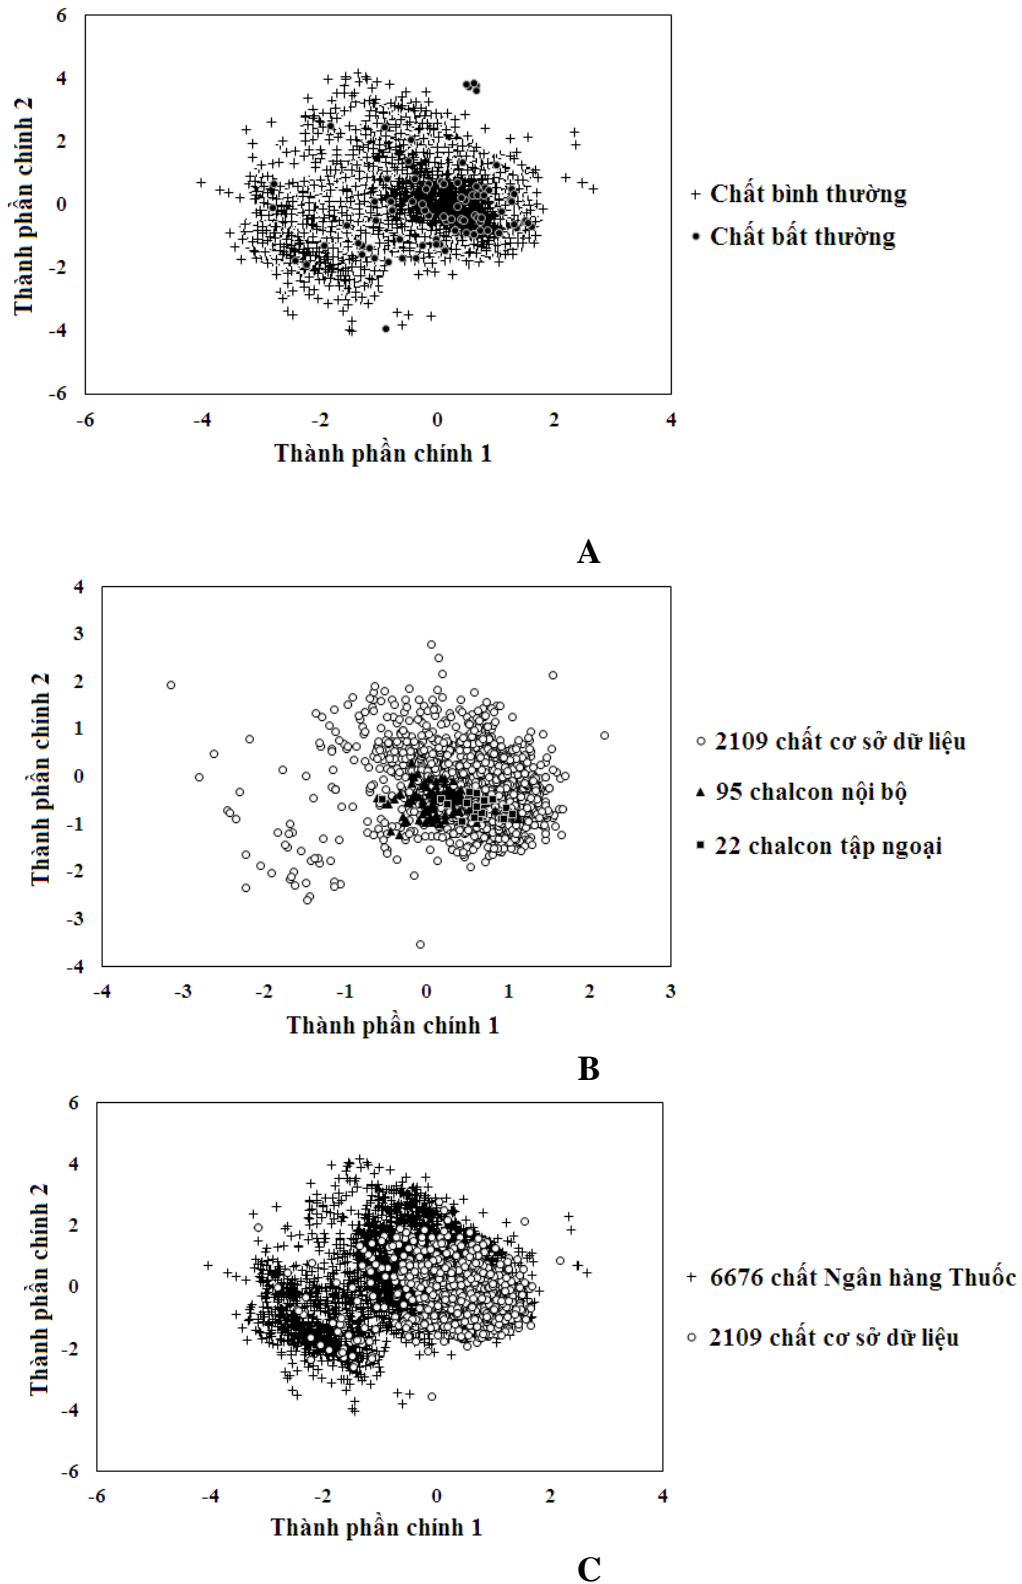 6
4
2
0
-2
-4
-6
-6 -4 -2 0 2 4
Thành phần chính 2
Thành phần chính 1
Chất bình thường
Chất bất thường
A
4
3
2
1
0
-1
-2
-3
-4
-4 -3 -2 -1 0 1 2 3
Thành phần chính 2
Thành phần chính 1
2109 chất cơ sở dữ liệu
95 chalcon nội bộ
22 chalcon tập ngoại
B
6
4
2
0
-2
-4
-6
-6 -4 -2 0 2 4
Thành phần chính 2
Thành phần chính 1
6676 chất Ngân hàng Thuốc
2109 chất cơ sở dữ liệu
C